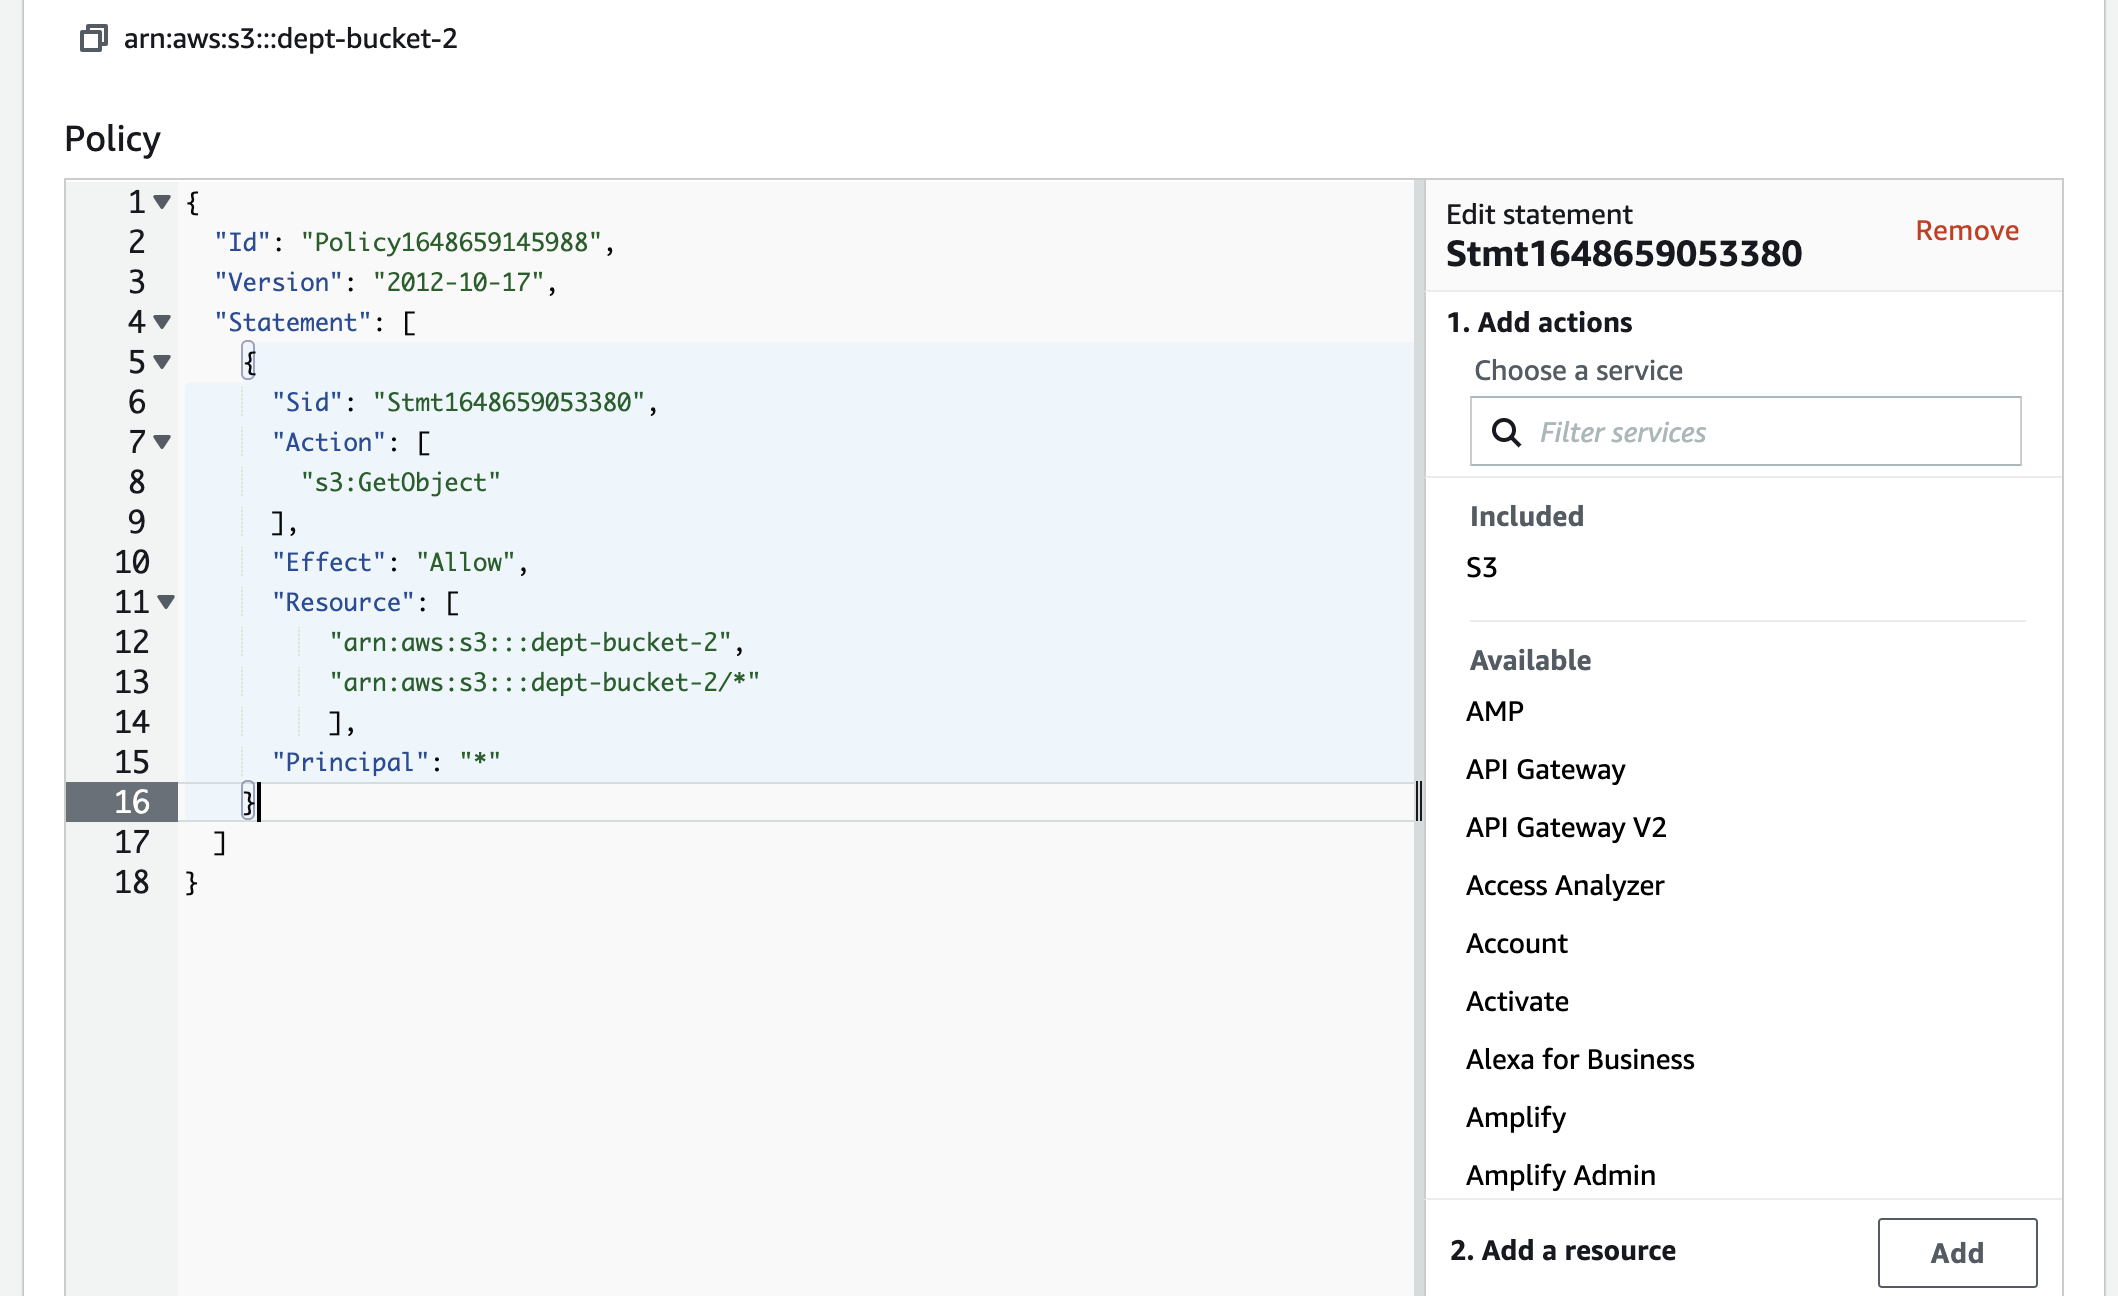 arn:aws:s3:::dept-bucket-2
Policy
1 {
2 "Id": "Policy1648659145988",
3 "Version": "2012-10-17",
4 "Statement": [
5 {
6 "Sid": "Stmt1648659053380",
7 "Action": [
8 "s3:GetObject"
9 ],
10 "Effect": "Allow",
11 "Resource": [
12 "arn:aws:s3:::dept-bucket-2",
13 "arn:aws:s3:::dept-bucket-2/*"
14 ],
15 "Principal": "*"
16 }
17 ]
18 }
Edit statement
Stmt1648659053380
Remove
1. Add actions
Choose a service
Filter services
Included
S3
Available
AMP
API Gateway
API Gateway V2
Access Analyzer
Account
Activate
Alexa for Business
Amplify
Amplify Admin
2. Add a resource
Add